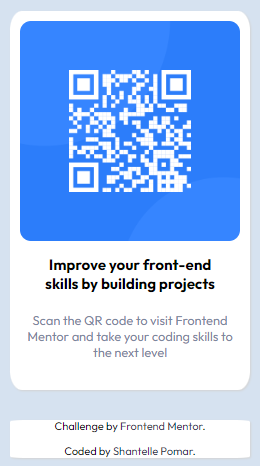 Improve your front-end
skills by building projects
Scan the QR code to visit Frontend
Mentor and take your coding skills to
the next level
Challenge by Frontend Mentor.
Coded by Shantelle Pomar.